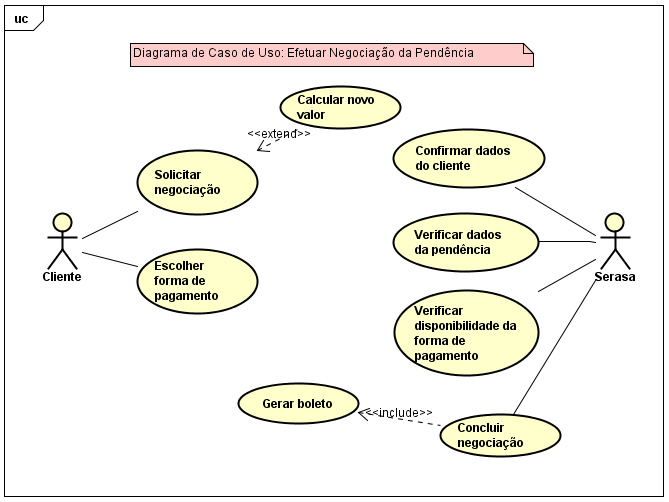 uc
Diagrama de Caso de Uso: Efetuar Negociação da Pendência
Calcular novo
valor
<<extend>>
Solicitar
negociação
Confirmar dados
do cliente
Cliente
Escolher
forma de
pagamento
Verificar dados
da pendência
Serasa
Verificar
disponibilidade da
forma de
pagamento
Gerar boleto
<<include>>
Concluir
negociação